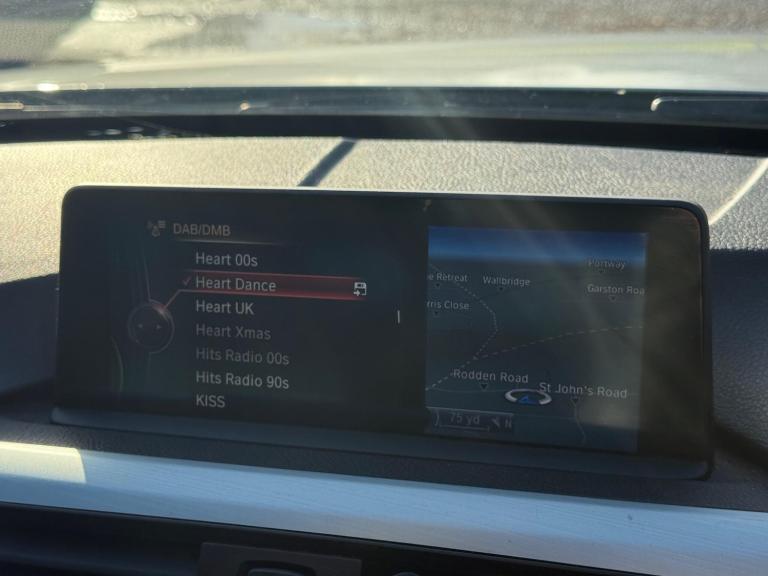 DAB/DMB
Heart 00s
Heart Dance
Heart UK
Heart Xmas
Hits Radio 00s
Hits Radio 90s
KISS
Portway
e Retreat
Wallbridge
Garston Roa
rris Close
Rodden Road
St John's Road
75 yd
N